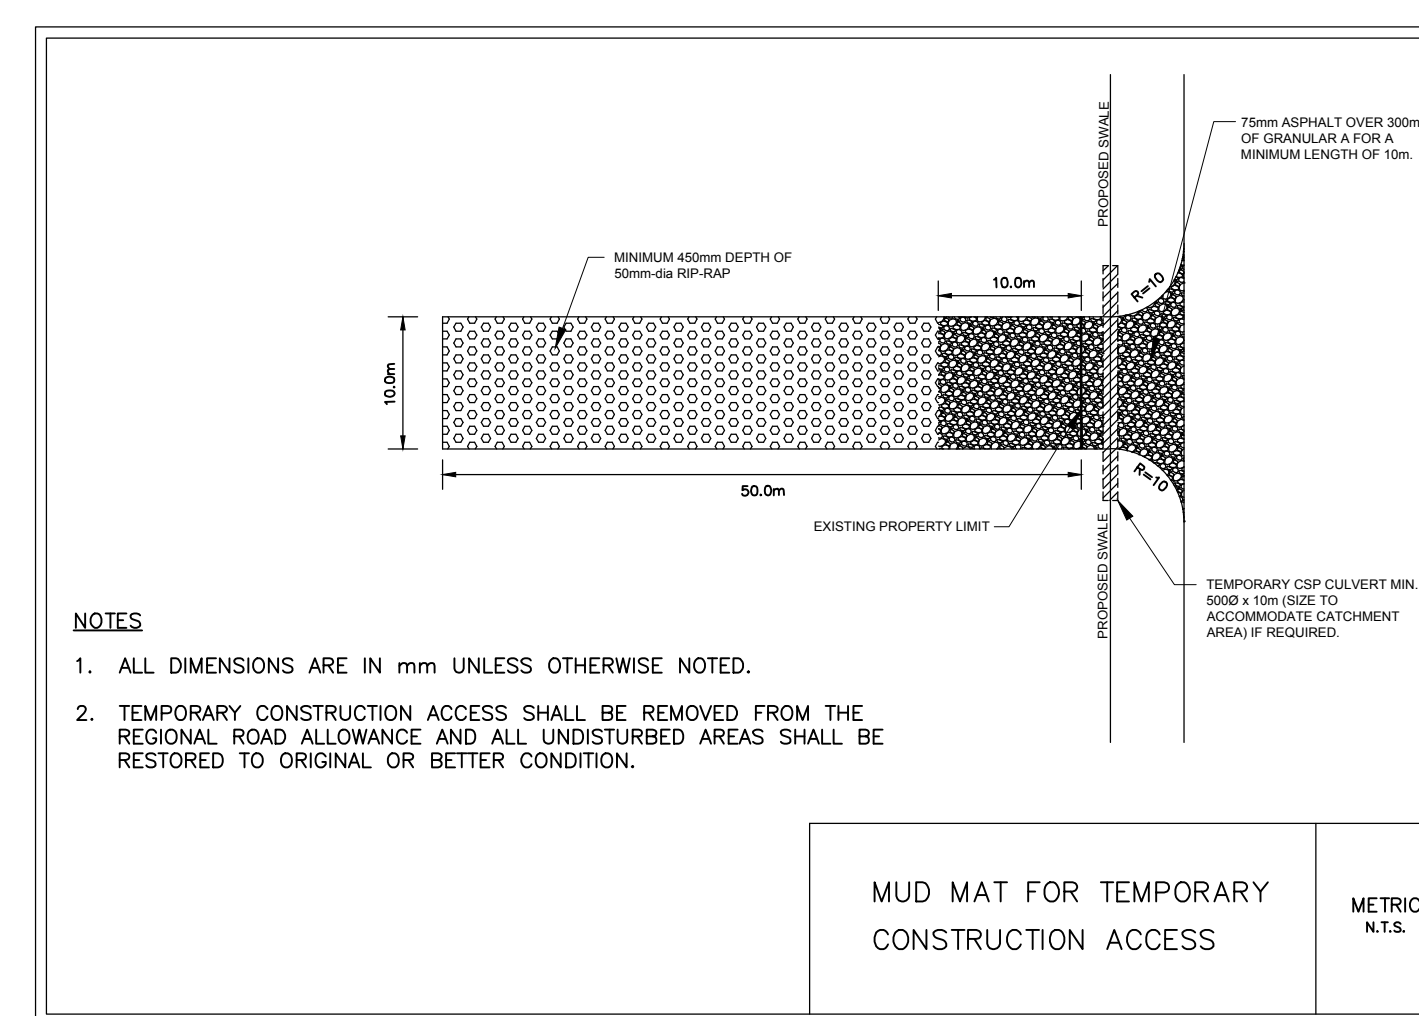 PROPOSED SWALE
75mm ASPHALT OVER 300m
OF GRANULAR A FOR A
MINIMUM LENGTH OF 10m.
MINIMUM 450mm DEPTH OF
50mm-dia RIP-RAP
10.0m
R=10
10.0m
R=10
50.0m
EXISTING PROPERTY LIMIT
PROPOSED SWALE
TEMPORARY CSP CULVERT MIN.
500Ø x 10m (SIZE TO
ACCOMMODATE CATCHMENT
AREA) IF REQUIRED.
NOTES
1. ALL DIMENSIONS ARE IN mm UNLESS OTHERWISE NOTED.
2. TEMPORARY CONSTRUCTION ACCESS SHALL BE REMOVED FROM THE
REGIONAL ROAD ALLOWANCE AND ALL UNDISTURBED AREAS SHALL BE
RESTORED TO ORIGINAL OR BETTER CONDITION.
MUD MAT FOR TEMPORARY
CONSTRUCTION ACCESS
METRIC
N.T.S.